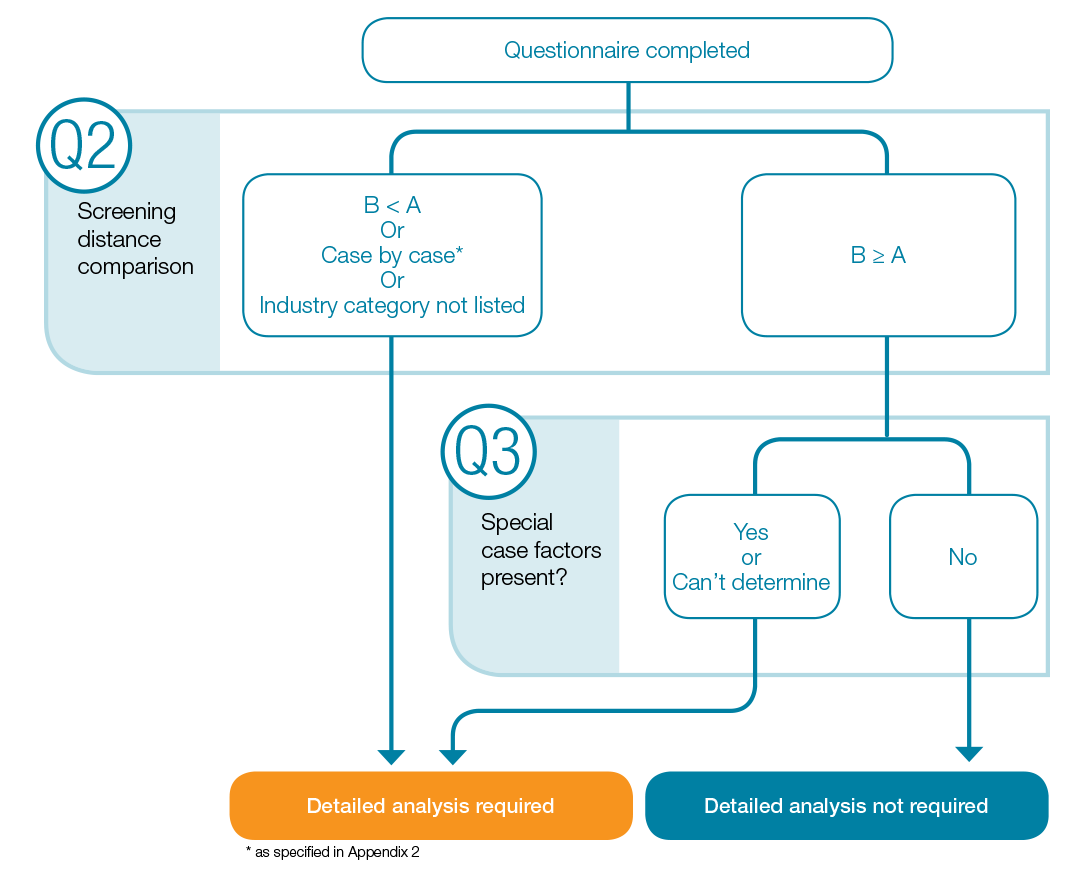 Questionnaire completed
Q2
Screening
distance
comparison
B < A
Or
Case by case*
Or
Industry category not listed
B ≥ A
Q3
Special
case factors
present?
Yes
or
Can’t determine
No
Detailed analysis required
Detailed analysis not required
* as specified in Appendix 2